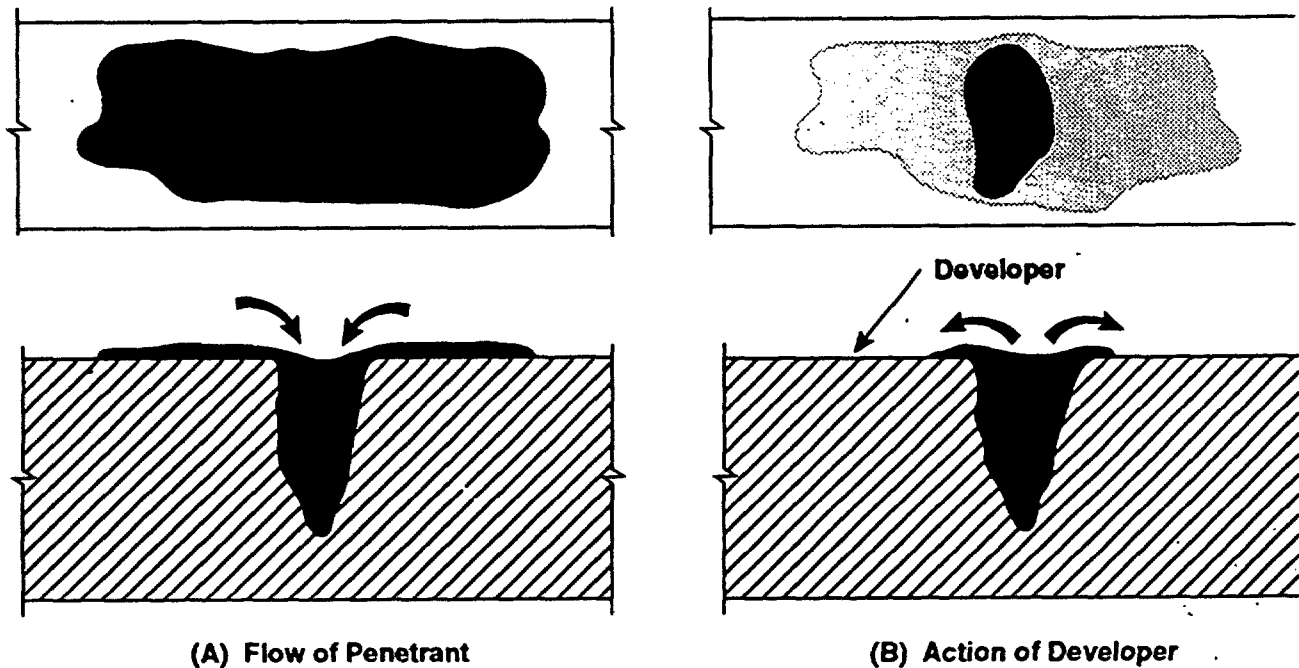 Developer
(A) Flow of Penetrant
(B) Action of Developer